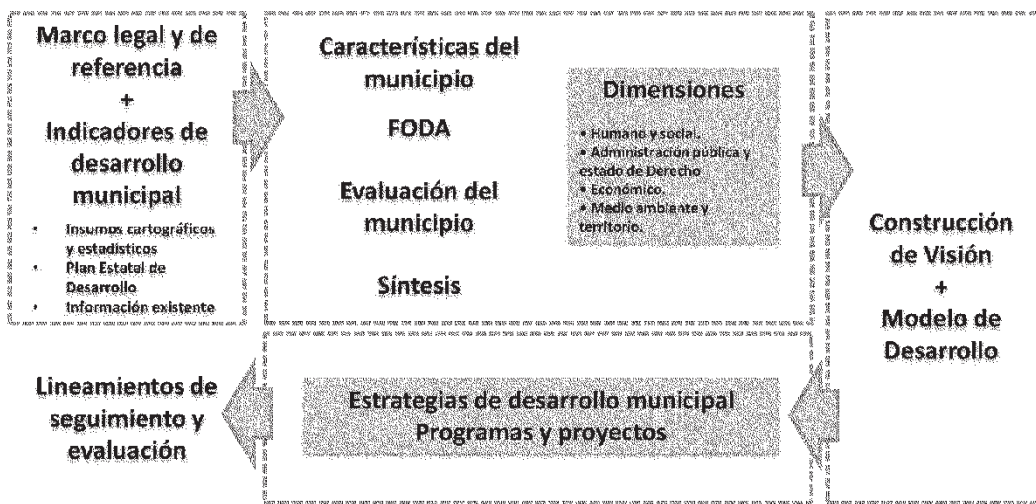 Marco legal y de
referencia
+
Indicadores de
desarrollo
municipal
• Insumos cartográficos
y estadísticos
• Plan Estatal de
Desarrollo
• Información existente
Características del
municipio
FODA
Evaluación del
municipio
Síntesis
Dimensiones
• Humano y social.
• Administración pública y
estado de Derecho
• Económico.
• Medio ambiente y
territorio.
Construcción
de Visión
+
Modelo de
Desarrollo
Estrategias de desarrollo municipal
Programas y proyectos
Lineamientos de
seguimiento y
evaluación